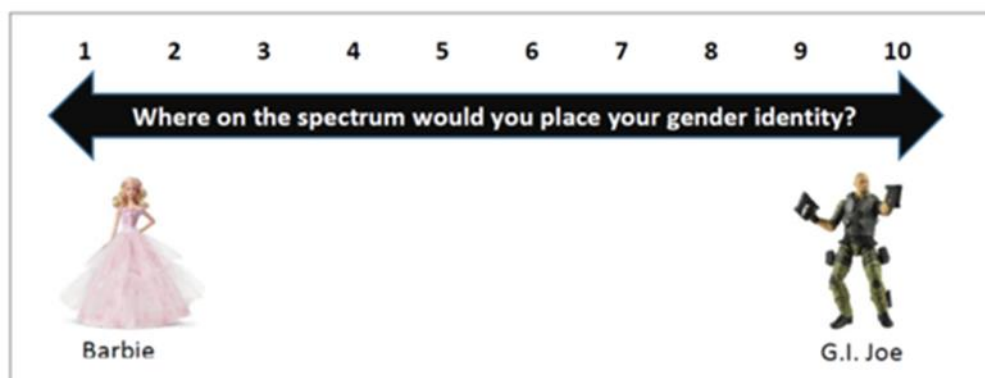 1 2 3 4 5 6 7 8 9 10
Where on the spectrum would you place your gender identity?
Barbie
G.I. Joe